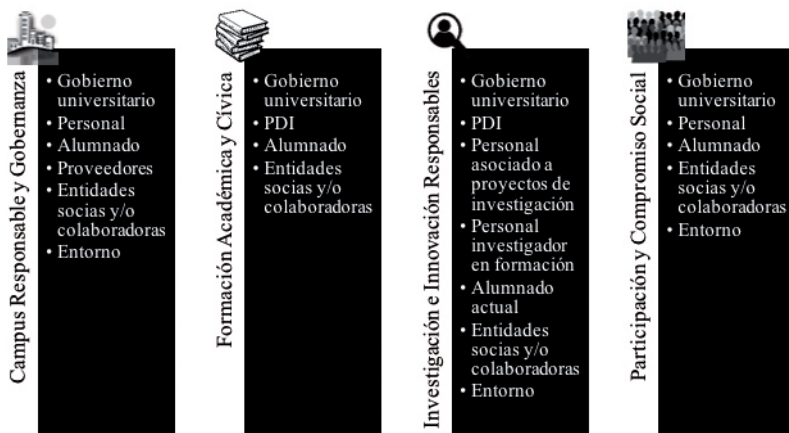 Campus Responsable y Gobernanza
• Gobierno
universitario
• Personal
• Alumnado
• Proveedores
• Entidades
socias y/o
colaboradoras
• Entorno
Formación Académica y Cívica
• Gobierno
universitario
• PDI
• Alumnado
• Entidades
socias y/o
colaboradoras
Investigación e Innovación Responsables
• Gobierno
universitario
• PDI
• Personal
asociado a
proyectos de
investigación
• Personal
investigador
en formación
• Alumnado
actual
• Entidades
socias y/o
colaboradoras
• Entorno
Participación y Compromiso Social
• Gobierno
universitario
• Personal
• Alumnado
• Entidades
socias y/o
colaboradoras
• Entorno